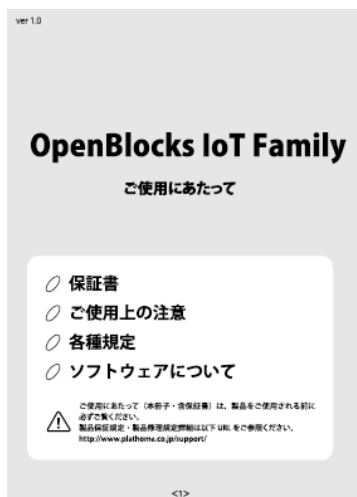 ver 1.0
OpenBlocks IoT Family
ご使用にあたって
保証書
ご使用上の注意
各種規定
ソフトウェアについて
ご使用にあたって（本冊子・含保証書）は、製品をご使用される前に
必ずご覧ください。
製品保証規定・製品修理規定詳細は以下 URL をご参照ください。
http://www.plathome.co.jp/support/
<1>